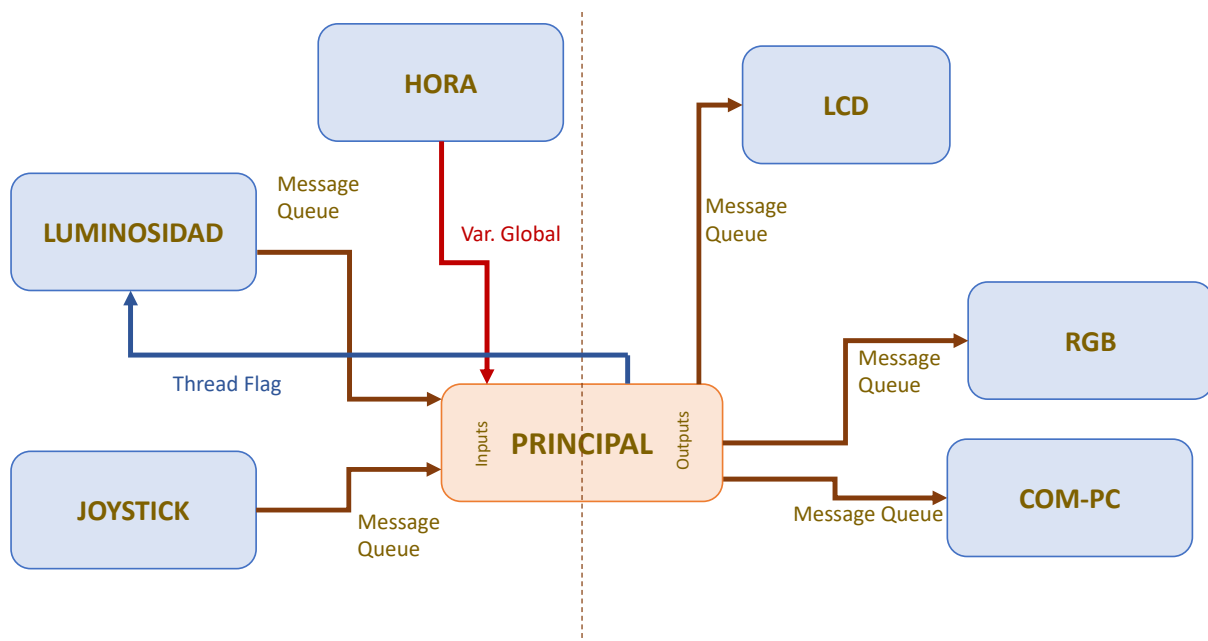 HORA
LCD
Message
Queue
LUMINOSIDAD
Message
Queue
Var. Global
RGB
Message
Queue
Thread Flag
Inputs
PRINCIPAL
Outputs
JOYSTICK
Message
Queue
COM-PC
Message Queue